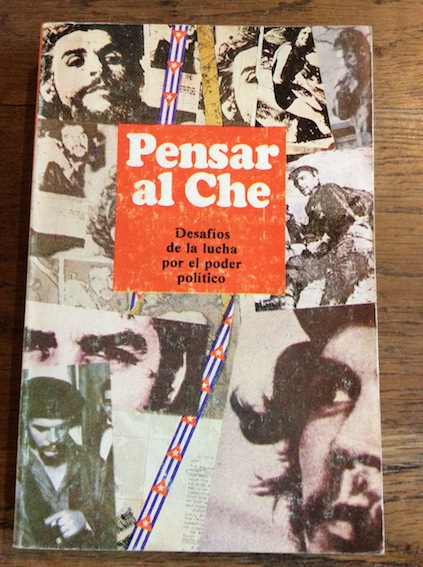 Pensar
al Che
Desafíos
de la lucha
por el poder
político